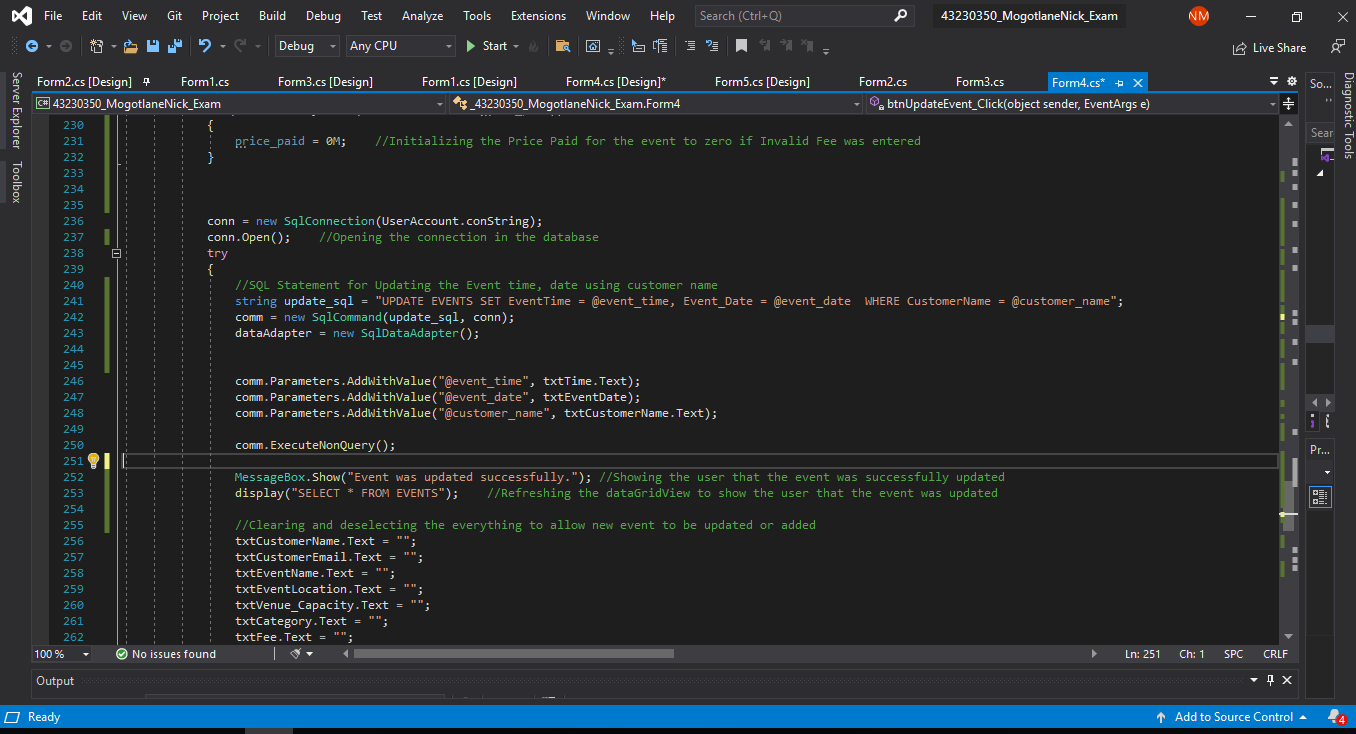 File Edit View Git Project Build Debug Test Analyze Tools Extensions Window Help Search (Ctrl+Q) 43230350_MogotlaneNick_Exam NM
Debug Any CPU Start Live Share
Form2.cs [Design] Form1.cs Form3.cs [Design] Form1.cs [Design] Form4.cs [Design]* Form5.cs [Design] Form2.cs Form3.cs Form4.cs*
C# 43230350_MogotlaneNick_Exam _43230350_MogotlaneNick_Exam.Form4 btnUpdateEvent_Click(object sender, EventArgs e)
Server Explorer
Toolbox
230 {
231 price_paid = 0M; //Initializing the Price Paid for the event to zero if Invalid Fee was entered
232 }
233
234
235
236 conn = new SqlConnection(UserAccount.conString);
237 conn.Open(); //Opening the connection in the database
238 try
239 {
240 //SQL Statement for Updating the Event time, date using customer name
241 string update_sql = "UPDATE EVENTS SET EventTime = @event_time, Event_Date = @event_date  WHERE CustomerName = @customer_name";
242 comm = new SqlCommand(update_sql, conn);
243 dataAdapter = new SqlDataAdapter();
244
245
246 comm.Parameters.AddWithValue("@event_time", txtTime.Text);
247 comm.Parameters.AddWithValue("@event_date", txtEventDate);
248 comm.Parameters.AddWithValue("@customer_name", txtCustomerName.Text);
249
250 comm.ExecuteNonQuery();
251
252 MessageBox.Show("Event was updated successfully."); //Showing the user that the event was successfully updated
253 display("SELECT * FROM EVENTS"); //Refreshing the dataGridView to show the user that the event was updated
254
255 //Clearing and deselecting the everything to allow new event to be updated or added
256 txtCustomerName.Text = "";
257 txtCustomerEmail.Text = "";
258 txtEventName.Text = "";
259 txtEventLocation.Text = "";
260 txtVenue_Capacity.Text = "";
261 txtCategory.Text = "";
262 txtFee.Text = "";
So...
Sear
Pr...
Diagnostic Tools
100 % No issues found Ln: 251 Ch: 1 SPC CRLF
Output
Ready Add to Source Control 4